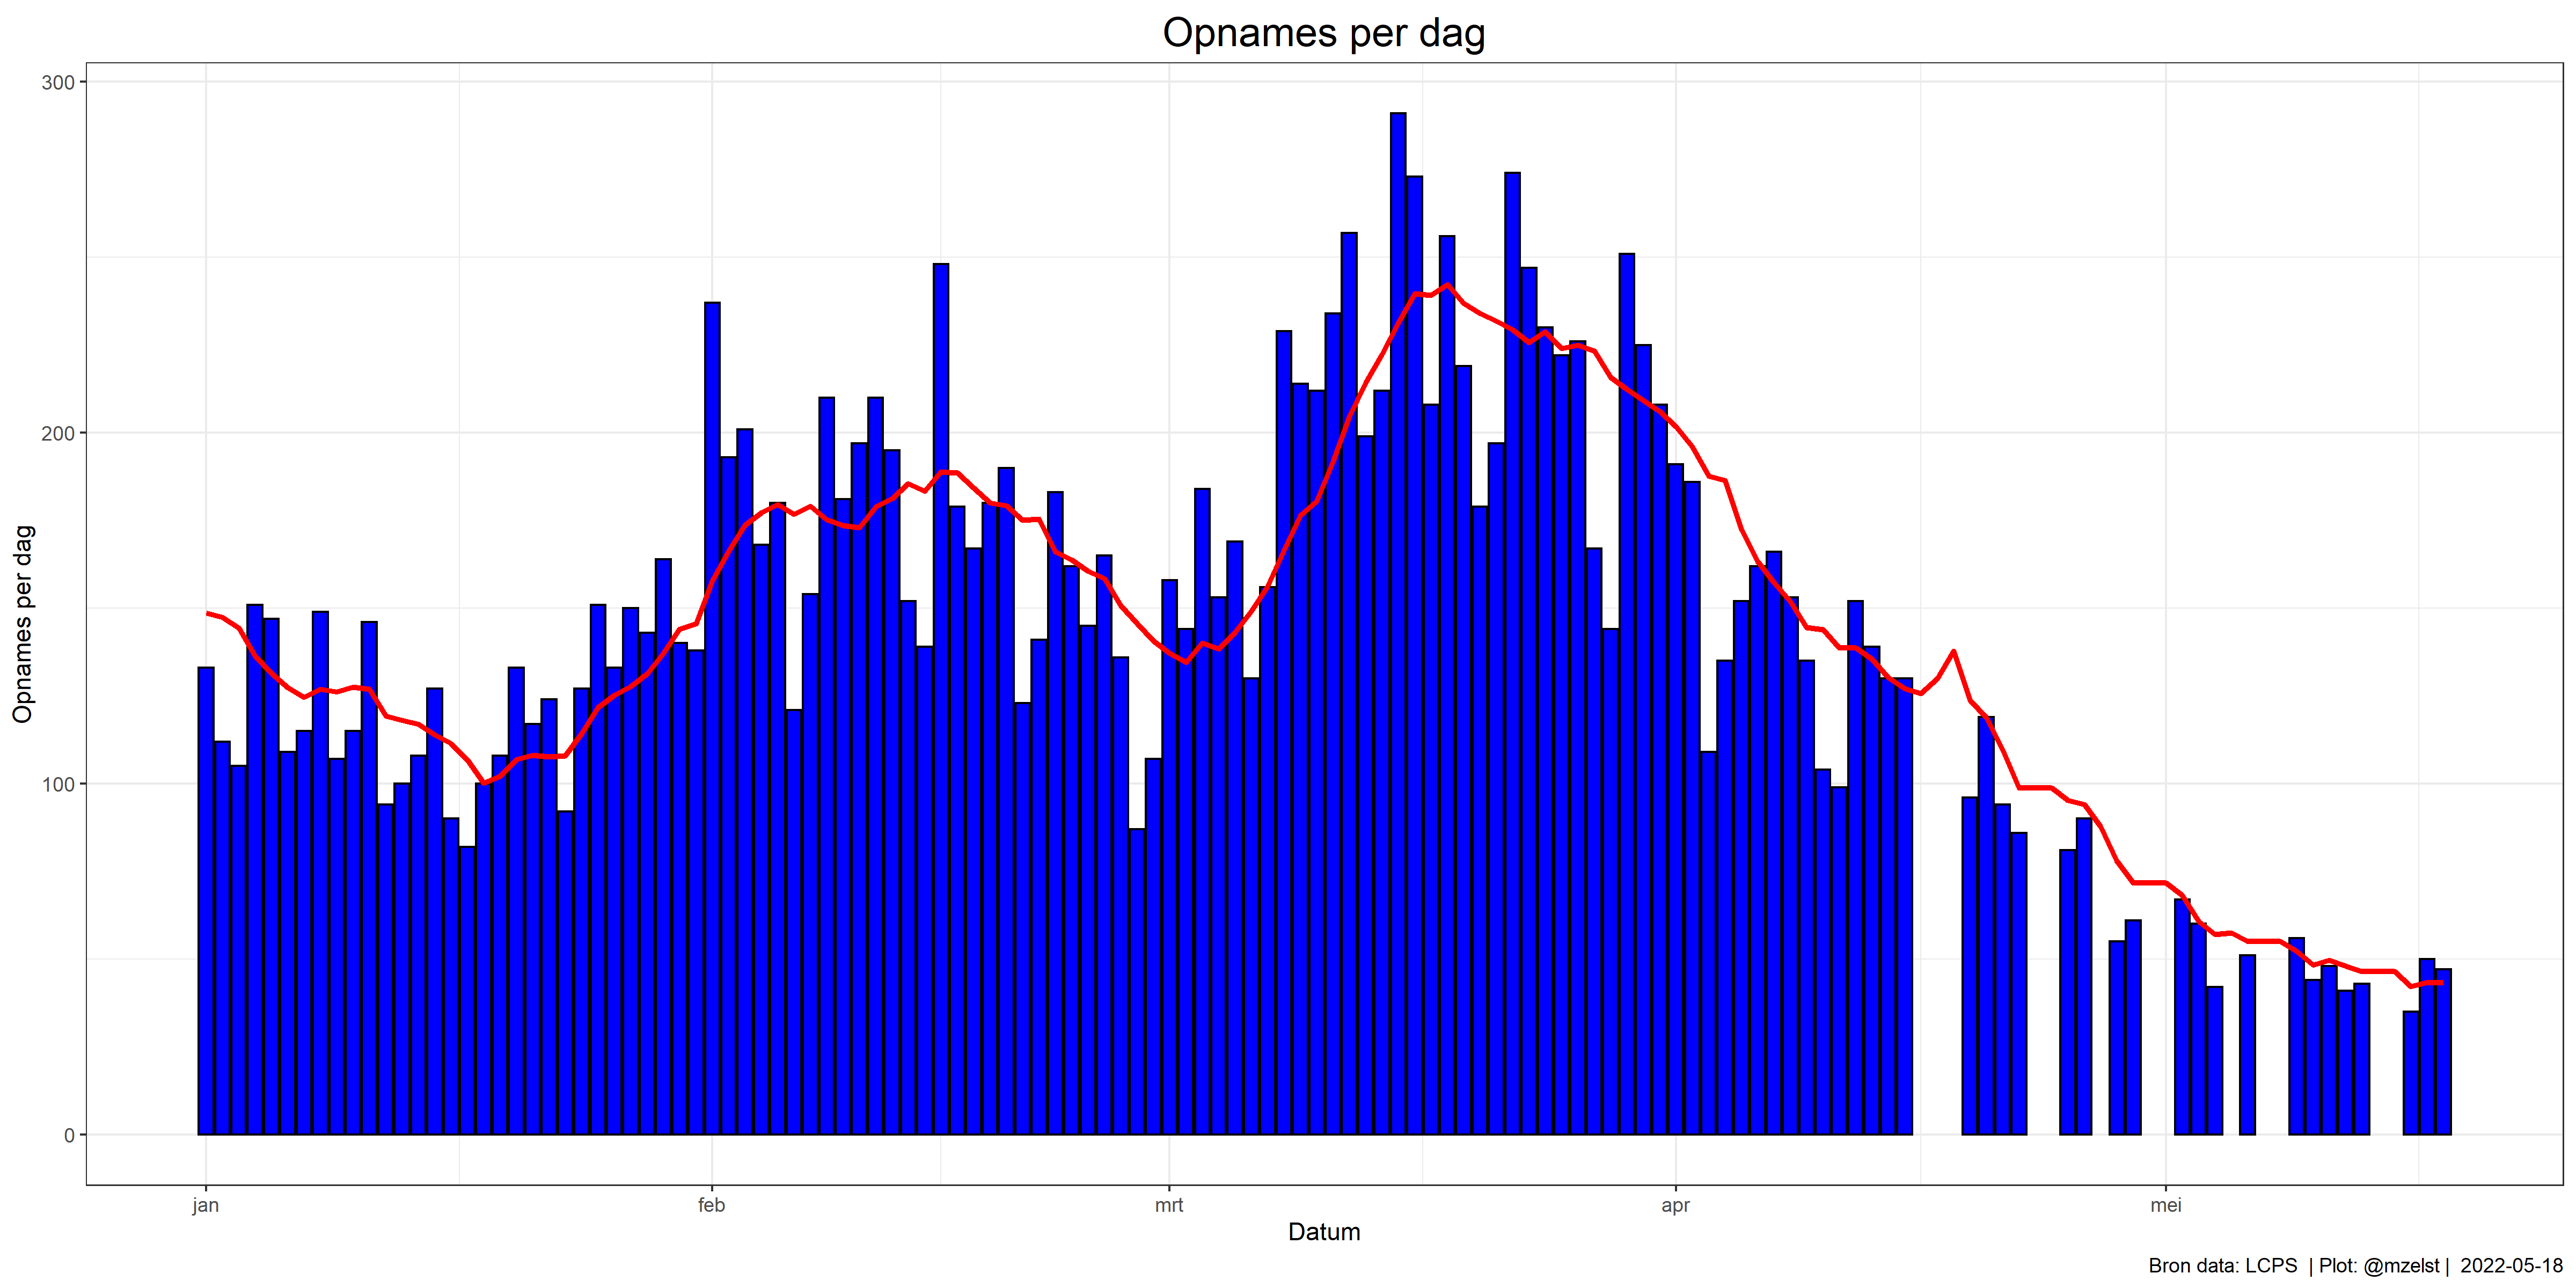 Opnames per dag
300
200
100
0
Opnames per dag
jan feb mrt apr mei
Datum
Bron data: LCPS | Plot: @mzelst | 2022-05-18